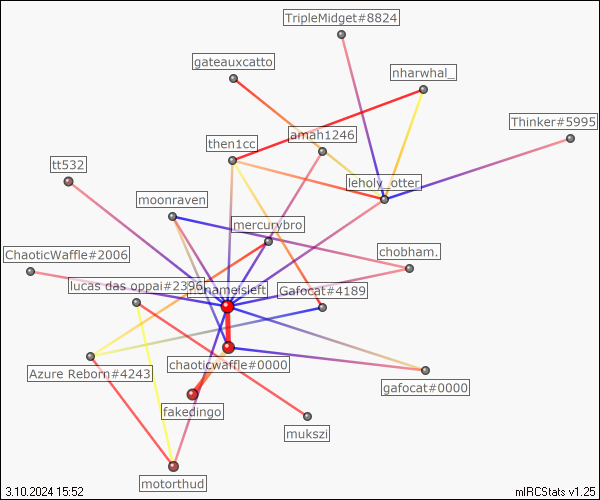 TripleMidget#8824
gateauxcatto
nharwhal_
Thinker#5995
amah1246
then1cc
tt532
leholy_otter
moonraven
mercurybro
ChaoticWaffle#2006
chobham.
lucas das oppai#2396
nameisleft
Gafocat#4189
chaoticwaffle#0000
Azure Reborn#4243
gafocat#0000
fakedingo
mukszi
motorthud
3.10.2024 15:52
mIRCStats v1.25